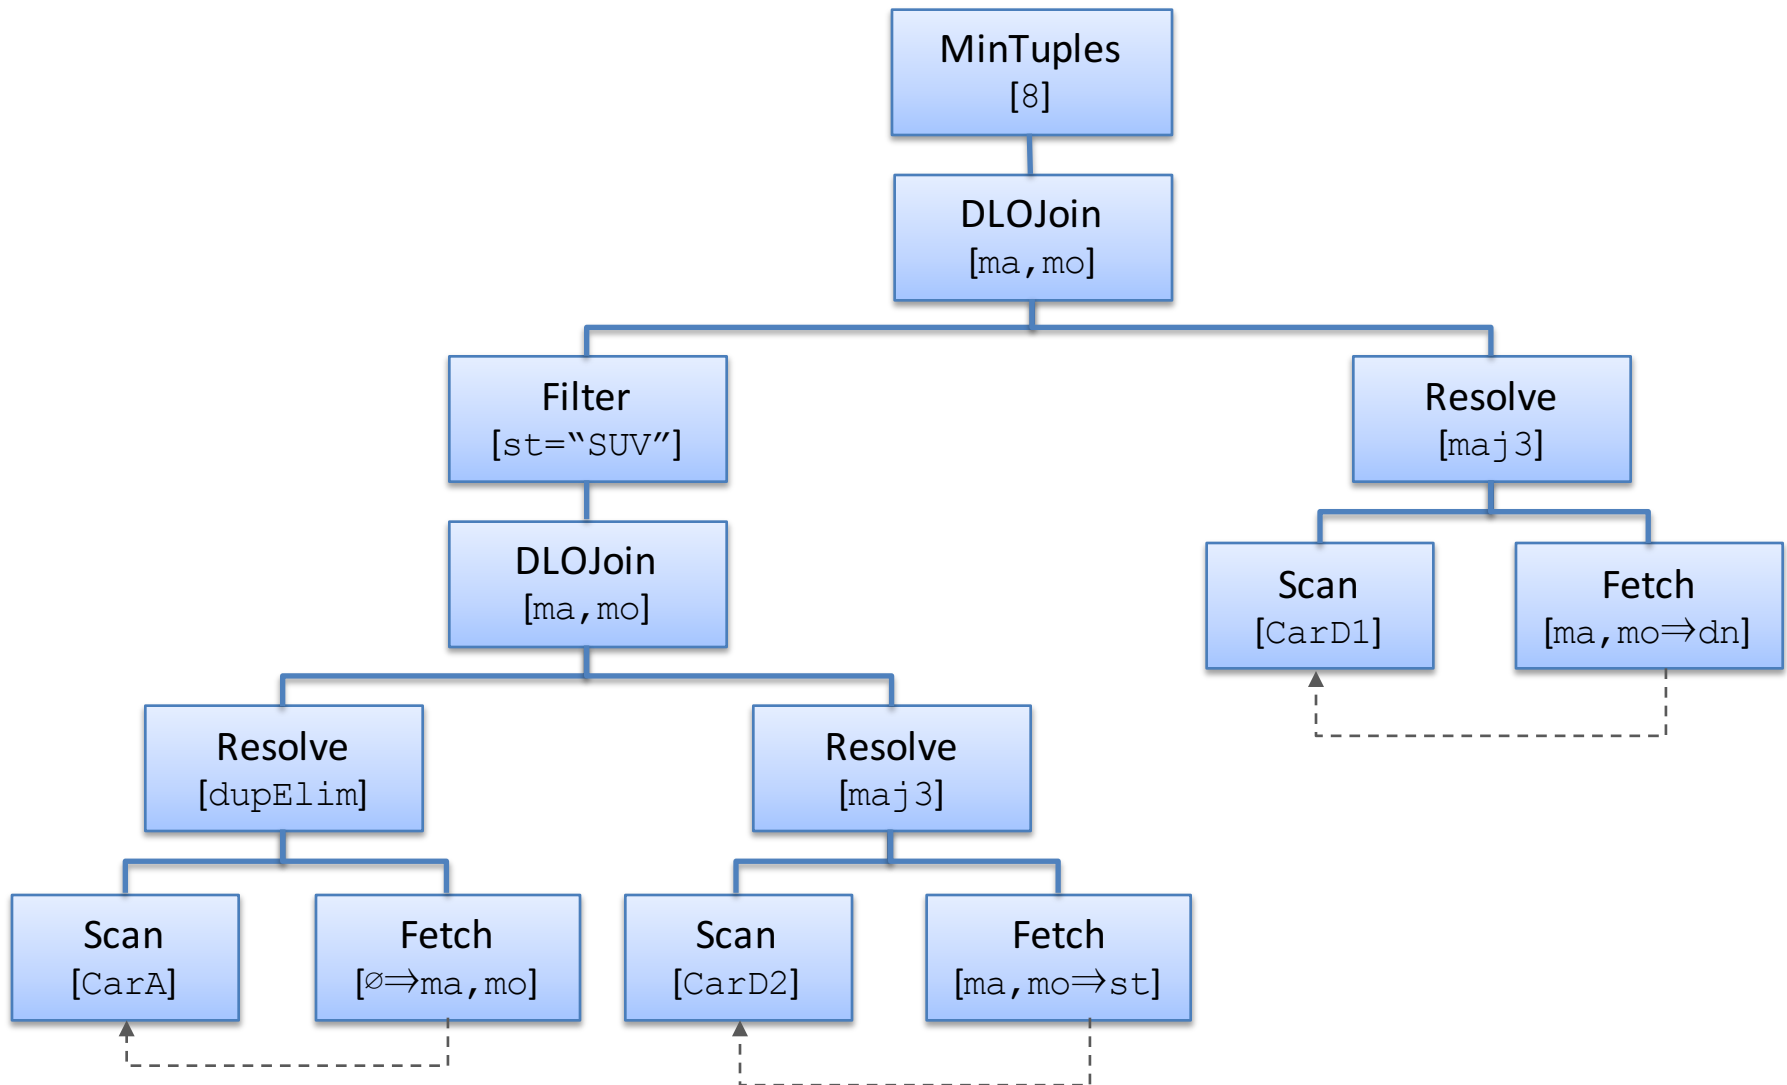 MinTuples
[8]
DLOJoin
[ma,mo]
Filter
[st=“SUV”]
Resolve
[maj3]
DLOJoin
[ma,mo]
Scan
[CarD1]
Fetch
[ma,mo⇒dn]
Resolve
[dupElim]
Resolve
[maj3]
Scan
[CarA]
Fetch
[∅⇒ma,mo]
Scan
[CarD2]
Fetch
[ma,mo⇒st]